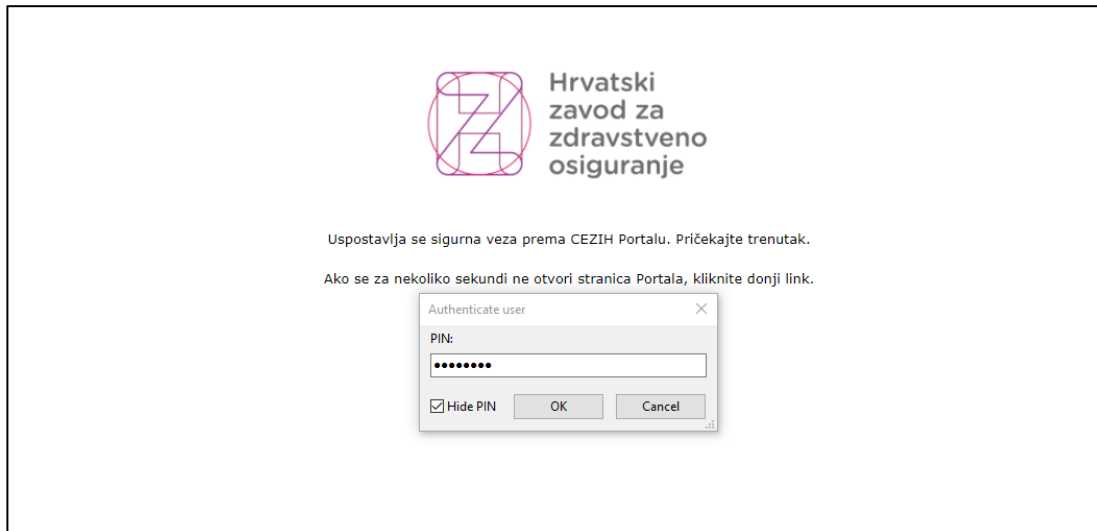 Hrvatski
zavod za
zdravstveno
osiguranje
Uspostavlja se sigurna veza prema CEZIH Portalu. Pričekajte trenutak.
Ako se za nekoliko sekundi ne otvori stranica Portala, kliknite donji link.
Authenticate user
PIN:
••••••••
Hide PIN OK Cancel